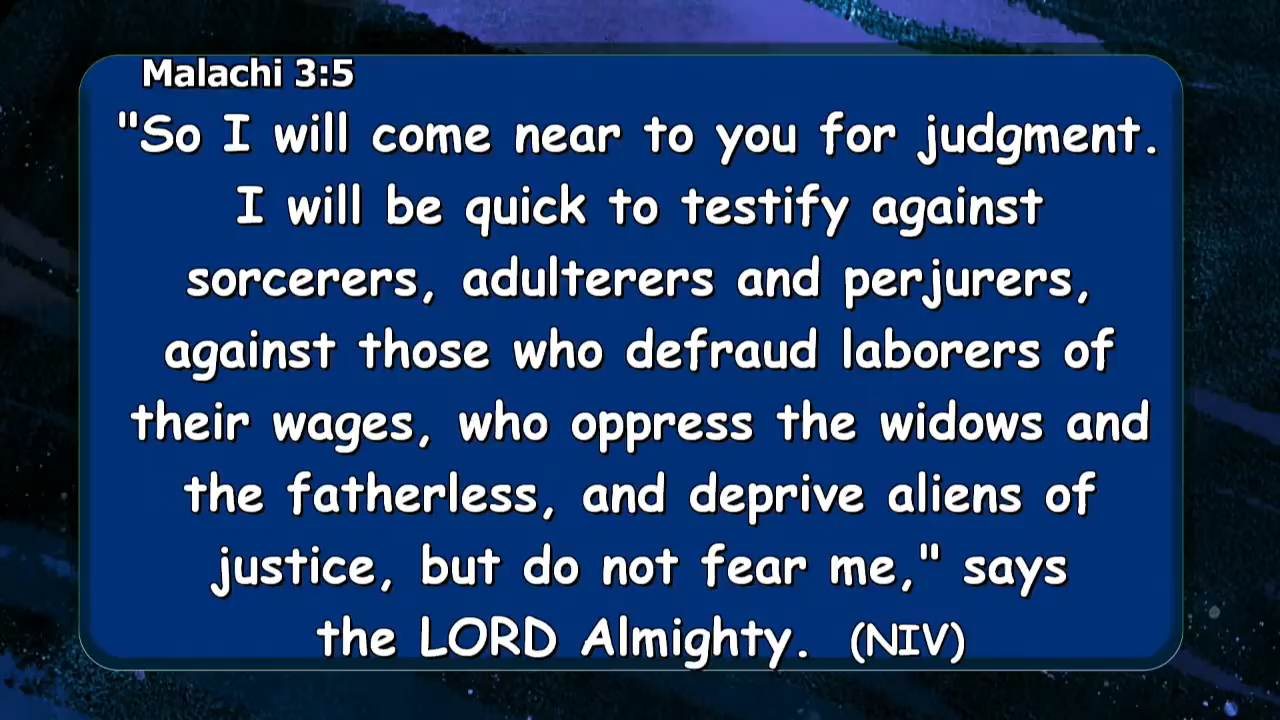 Malachi 3:5
"So I will come near to you for judgment.
I will be quick to testify against
sorcerers, adulterers and perjurers,
against those who defraud laborers of
their wages, who oppress the widows and
the fatherless, and deprive aliens of
justice, but do not fear me," says
the LORD Almighty. (NIV)